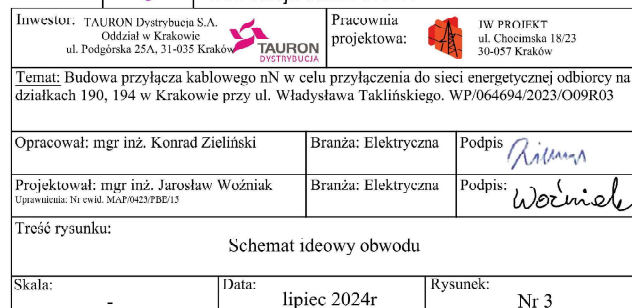 Inwestor:
TAURON Dystrybucja S.A.
Oddział w Krakowie
ul. Podgórska 25A, 31-035 Kraków
TAURON
DYSTRYBUCJA
Pracownia
projektowa:
JW PROJEKT
ul. Chocimska 18/23
30-057 Kraków
Temat: Budowa przyłącza kablowego nN w celu przyłączenia do sieci energetycznej odbiorcy na
działkach 190, 194 w Krakowie przy ul. Władysława Taklińskiego. WP/064694/2023/O09R03
Opracował: mgr inż. Konrad Zieliński
Branża: Elektryczna
Podpis
Projektował: mgr inż. Jarosław Woźniak
Uprawnienia: Nr ewid. MAP/0423/PBE/15
Branża: Elektryczna
Podpis:
Woźniak
Treść rysunku:
Schemat ideowy obwodu
Skala:
-
Data:
lipiec 2024r
Rysunek:
Nr 3